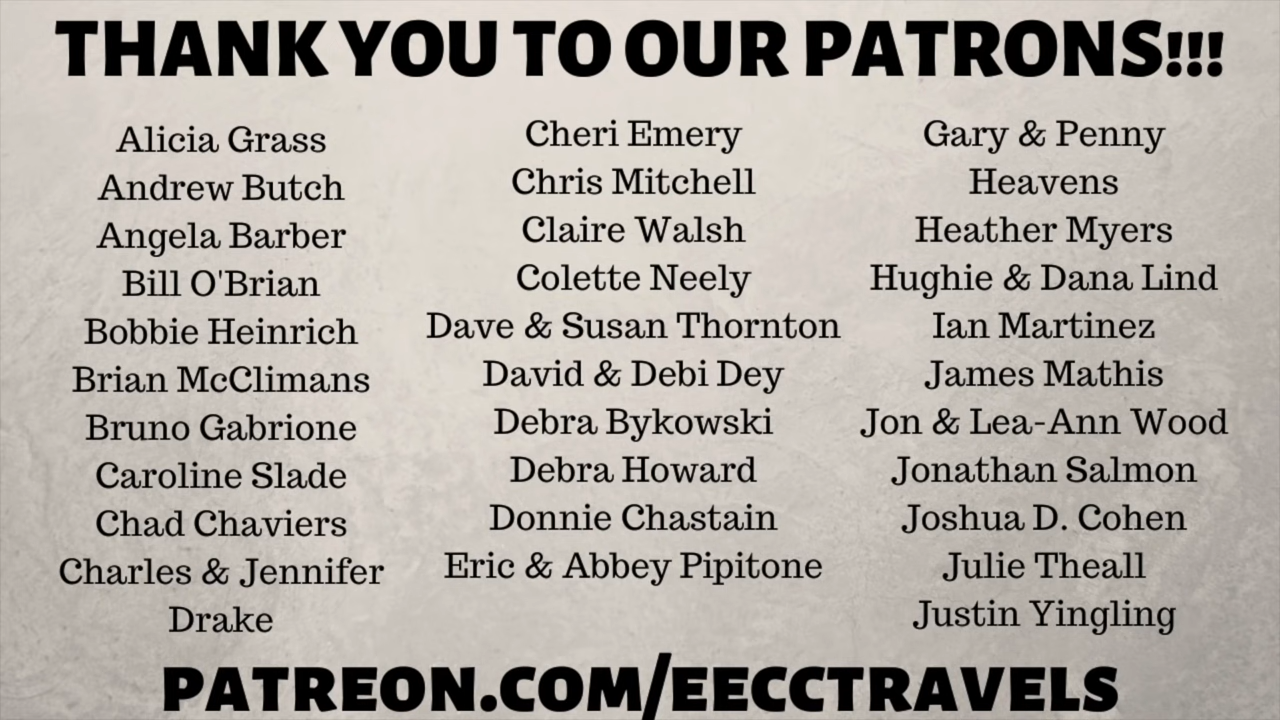 THANK YOU TO OUR PATRONS!!!
Alicia Grass
Andrew Butch
Angela Barber
Bill O'Brian
Bobbie Heinrich
Brian McClimans
Bruno Gabrione
Caroline Slade
Chad Chaviers
Charles & Jennifer
Drake
Cheri Emery
Chris Mitchell
Claire Walsh
Colette Neely
Dave & Susan Thornton
David & Debi Dey
Debra Bykowski
Debra Howard
Donnie Chastain
Eric & Abbey Pipitone
Gary & Penny
Heavens
Heather Myers
Hughie & Dana Lind
Ian Martinez
James Mathis
Jon & Lea-Ann Wood
Jonathan Salmon
Joshua D. Cohen
Julie Theall
Justin Yingling
PATREON.COM/EECCTRAVELS